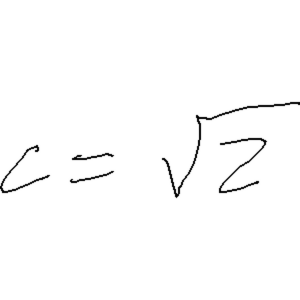 c = √2